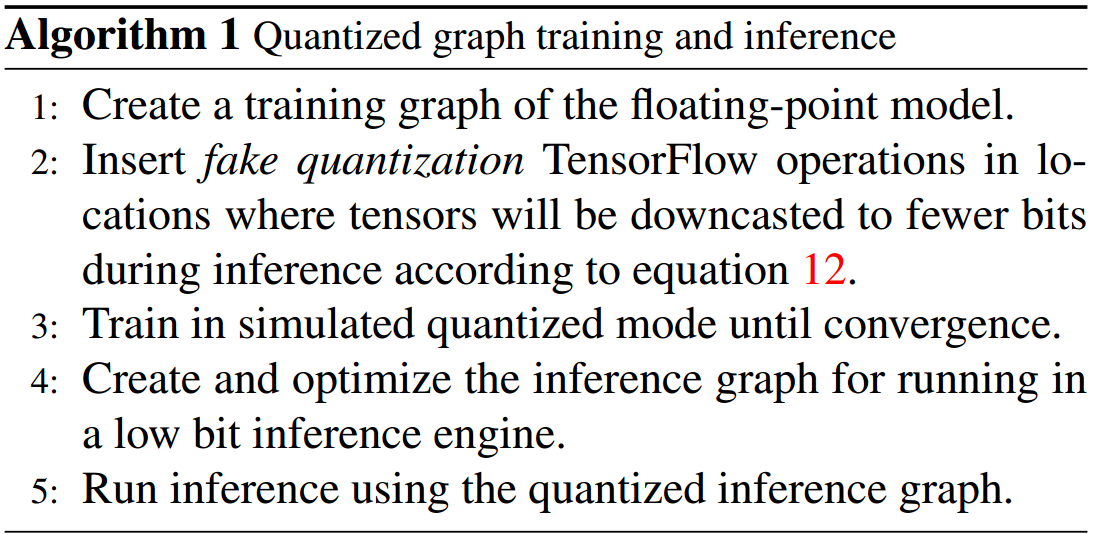 Algorithm 1 Quantized graph training and inference
1: Create a training graph of the floating-point model.
2: Insert fake quantization TensorFlow operations in lo-
cations where tensors will be downcasted to fewer bits
during inference according to equation 12.
3: Train in simulated quantized mode until convergence.
4: Create and optimize the inference graph for running in
a low bit inference engine.
5: Run inference using the quantized inference graph.